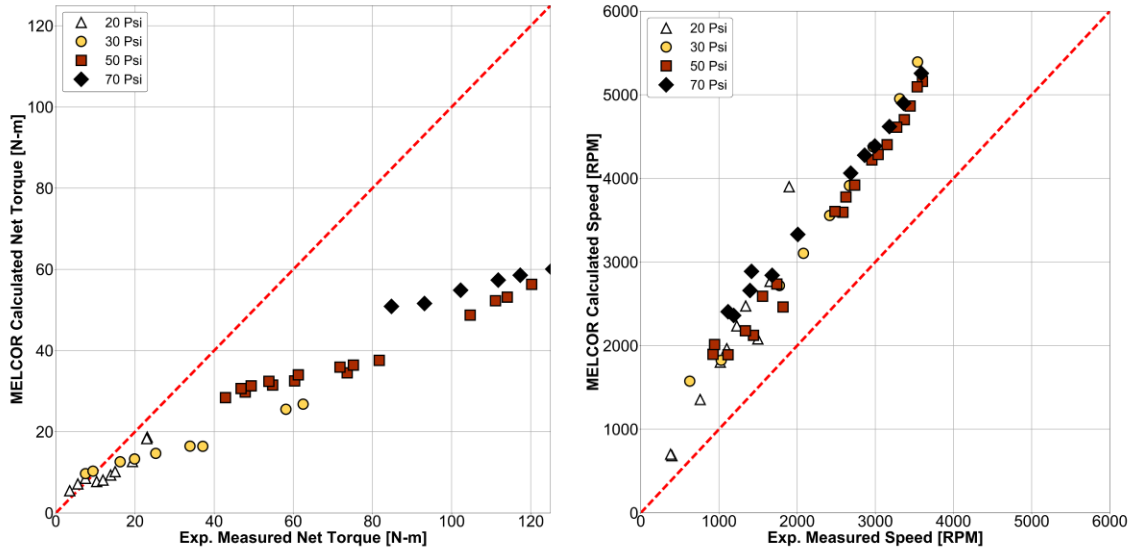 120
100
80
60
40
20
0
MELCOR Calculated Net Torque [N-m]
20 Psi
30 Psi
50 Psi
70 Psi
0 20 40 60 80 100 120
Exp. Measured Net Torque [N-m]
6000
5000
4000
3000
2000
1000
0
MELCOR Calculated Speed [RPM]
20 Psi
30 Psi
50 Psi
70 Psi
1000 2000 3000 4000 5000 6000
Exp. Measured Speed [RPM]